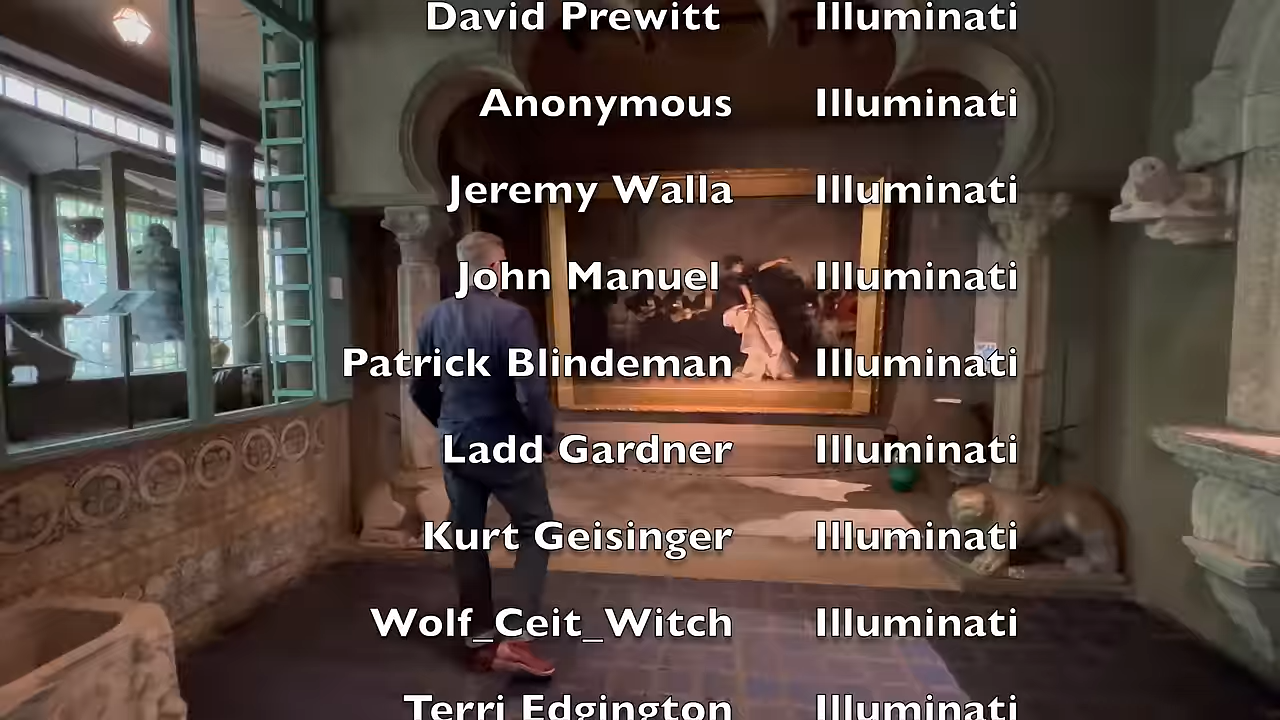 David Prewitt Illuminati
Anonymous Illuminati
Jeremy Walla Illuminati
John Manuel Illuminati
Patrick Blindeman Illuminati
Ladd Gardner Illuminati
Kurt Geisinger Illuminati
Wolf_Ceit_Witch Illuminati
Terri Edgington Illuminati